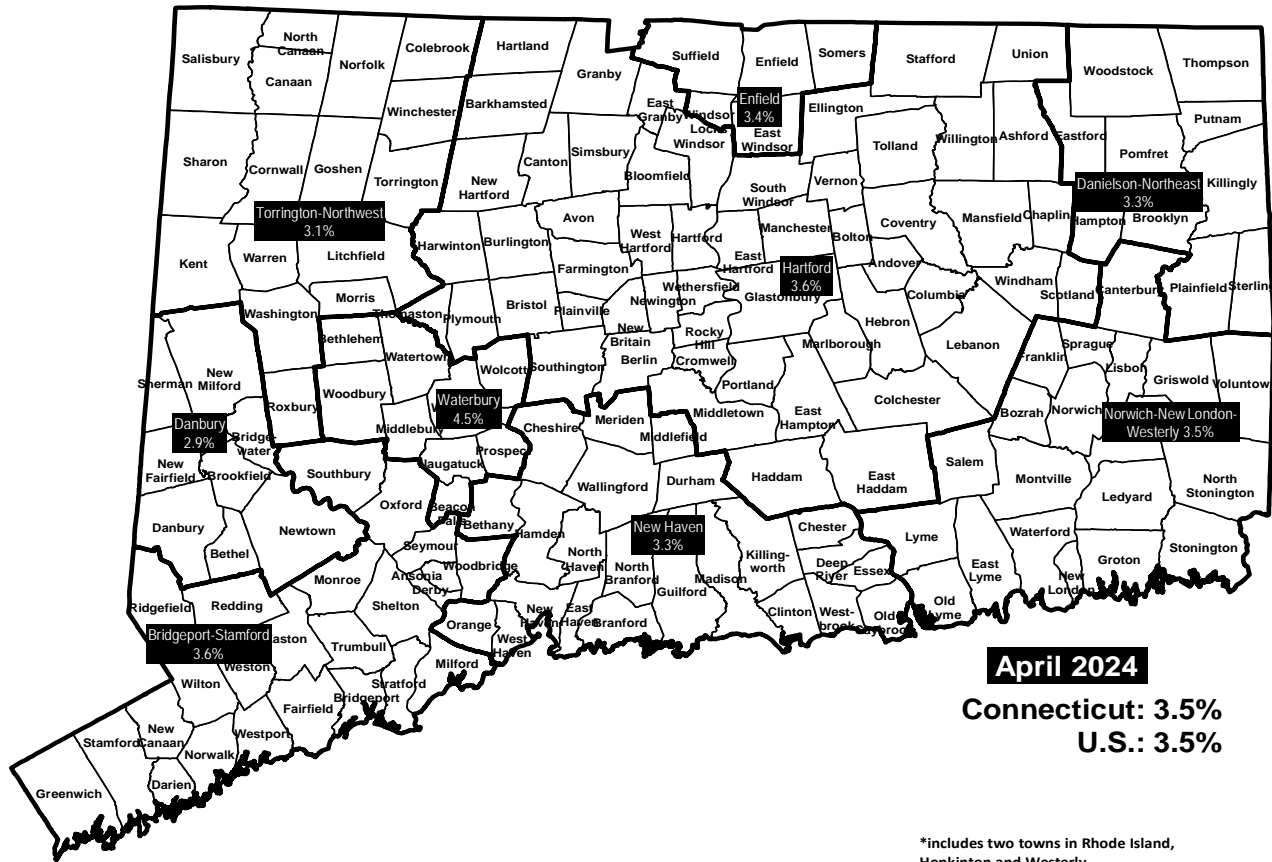 North
Canaan
Colebrook
Hartland
Salisbury
Norfolk
Canaan
Granby
Suffield
Enfield
Somers
Stafford
Union
Woodstock
Thompson
Winchester
Barkhamsted
East
Granby
Windsor
Locks
Enfield
3.4%
East
Windsor
Ellington
Putnam
Windsor
Willington
Ashford
Eastford
Pomfret
Tolland
Sharon
Cornwall
Goshen
Torrington
New
Hartford
Canton
Simsbury
Bloomfield
South
Windsor
Vernon
Killingly
Danielson-Northeast
3.3%
Torrington-Northwest
3.1%
Avon
West
Hartford
Hartford
Manchester
Bolton
Coventry
Mansfield
Chaplin
Hampton
Brooklyn
Kent
Warren
Litchfield
Harwinton
Burlington
Farmington
East
Hartford
Hartford
3.6%
Andover
Windham
Scotland
Canterbury
Plainfield
Sterling
Morris
Washington
Thomaston
Plymouth
Bristol
Plainville
Newington
Wethersfield
Glastonbury
Columbia
Hebron
Lebanon
Bethlehem
Watertown
New
Britain
Berlin
Rocky
Hill
Cromwell
Marlborough
Franklin
Sprague
Lisbon
Griswold
Voluntown
Sherman
New
Milford
Roxbury
Woodbury
Wolcott
Southington
Portland
Colchester
Bozrah
Norwich
Norwich-New London-
Westerly 3.5%
Waterbury
4.5%
Danbury
2.9%
Bridge-
water
Middlebury
Cheshire
Meriden
Middlefield
Middletown
East
Hampton
New
Fairfield
Brookfield
Southbury
Naugatuck
Prospect
Wallingford
Durham
Haddam
East
Haddam
Salem
Montville
Ledyard
North
Stonington
Danbury
Bethel
Newtown
Oxford
Beacon
Falls
Bethany
Hamden
New Haven
3.3%
Chester
Lyme
Waterford
Groton
Stonington
Seymour
Woodbridge
North
Haven
North
Branford
Killing-
worth
Deep
River
Essex
East
Lyme
New
London
Monroe
Ansonia
Derby
Shelton
Guilford
Madison
Clinton
West-
brook
Old
Saybrook
Old
Lyme
Ridgefield
Redding
Orange
New
Haven
East
Haven
Branford
West
Haven
Bridgeport-Stamford
3.6%
Easton
Trumbull
Weston
Milford
Stratford
Wilton
Fairfield
Bridgeport
Stamford
New
Canaan
Westport
Norwalk
Darien
Greenwich
April 2024
Connecticut: 3.5%
U.S.: 3.5%
*includes two towns in Rhode Island,
Hopkinton and Westerly